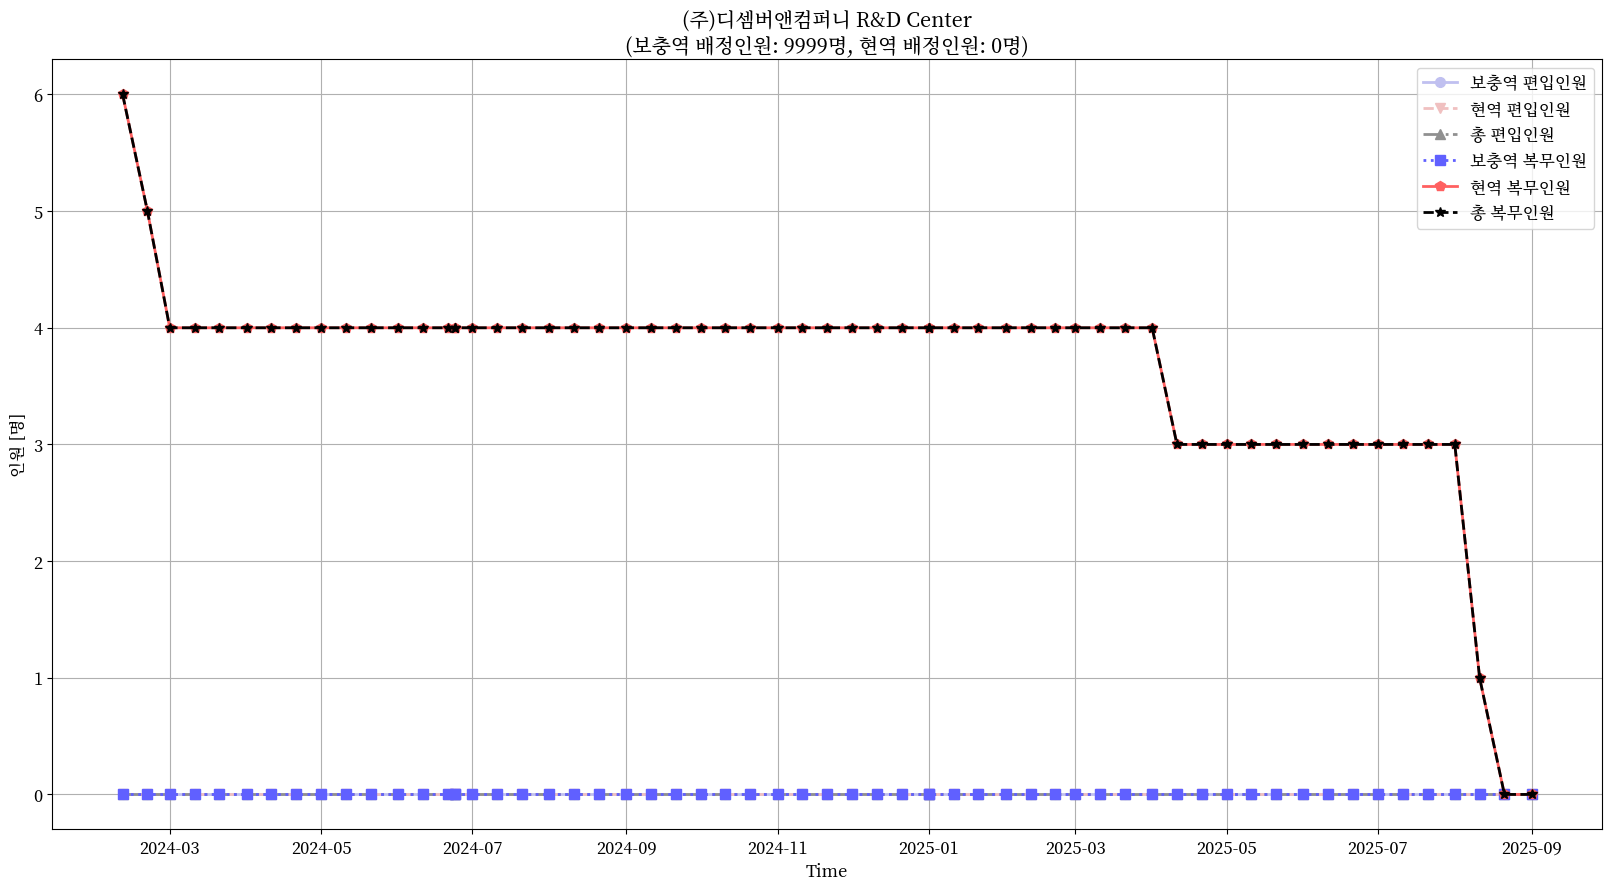 (주)디셈버앤컴퍼니 R&D Center
(보충역 배정인원: 9999명, 현역 배정인원: 0명)
보충역 편입인원
현역 편입인원
총 편입인원
보충역 복무인원
현역 복무인원
총 복무인원
인원 [명]
6
5
4
3
2
1
0
2024-03
2024-05
2024-07
2024-09
2024-11
2025-01
2025-03
2025-05
2025-07
2025-09
Time